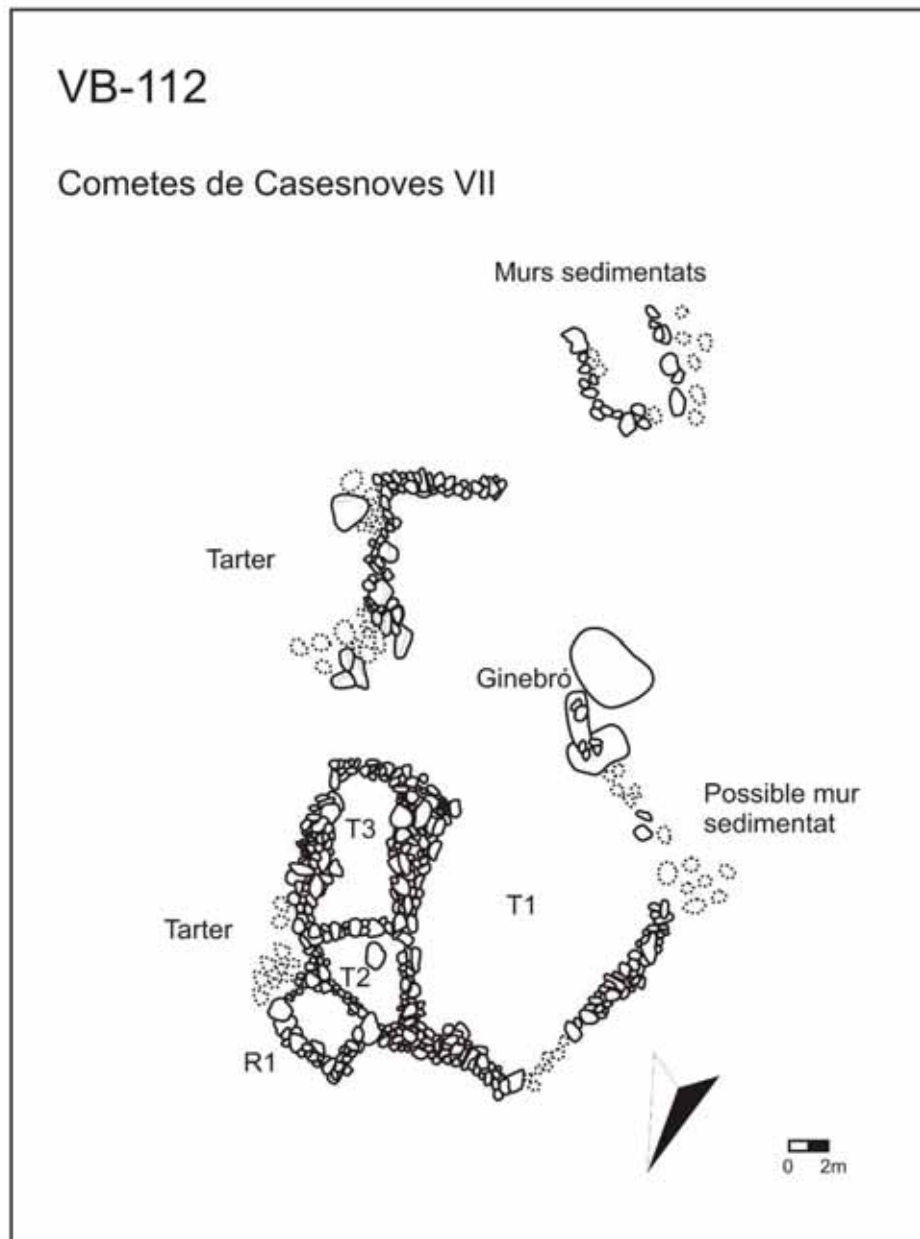 VB-112
Cometes de Casesnoves VII
Murs sedimentats
Tarter
Ginebró
Possible mur
sedimentat
T3
T1
Tarter
T2
R1
0 2m